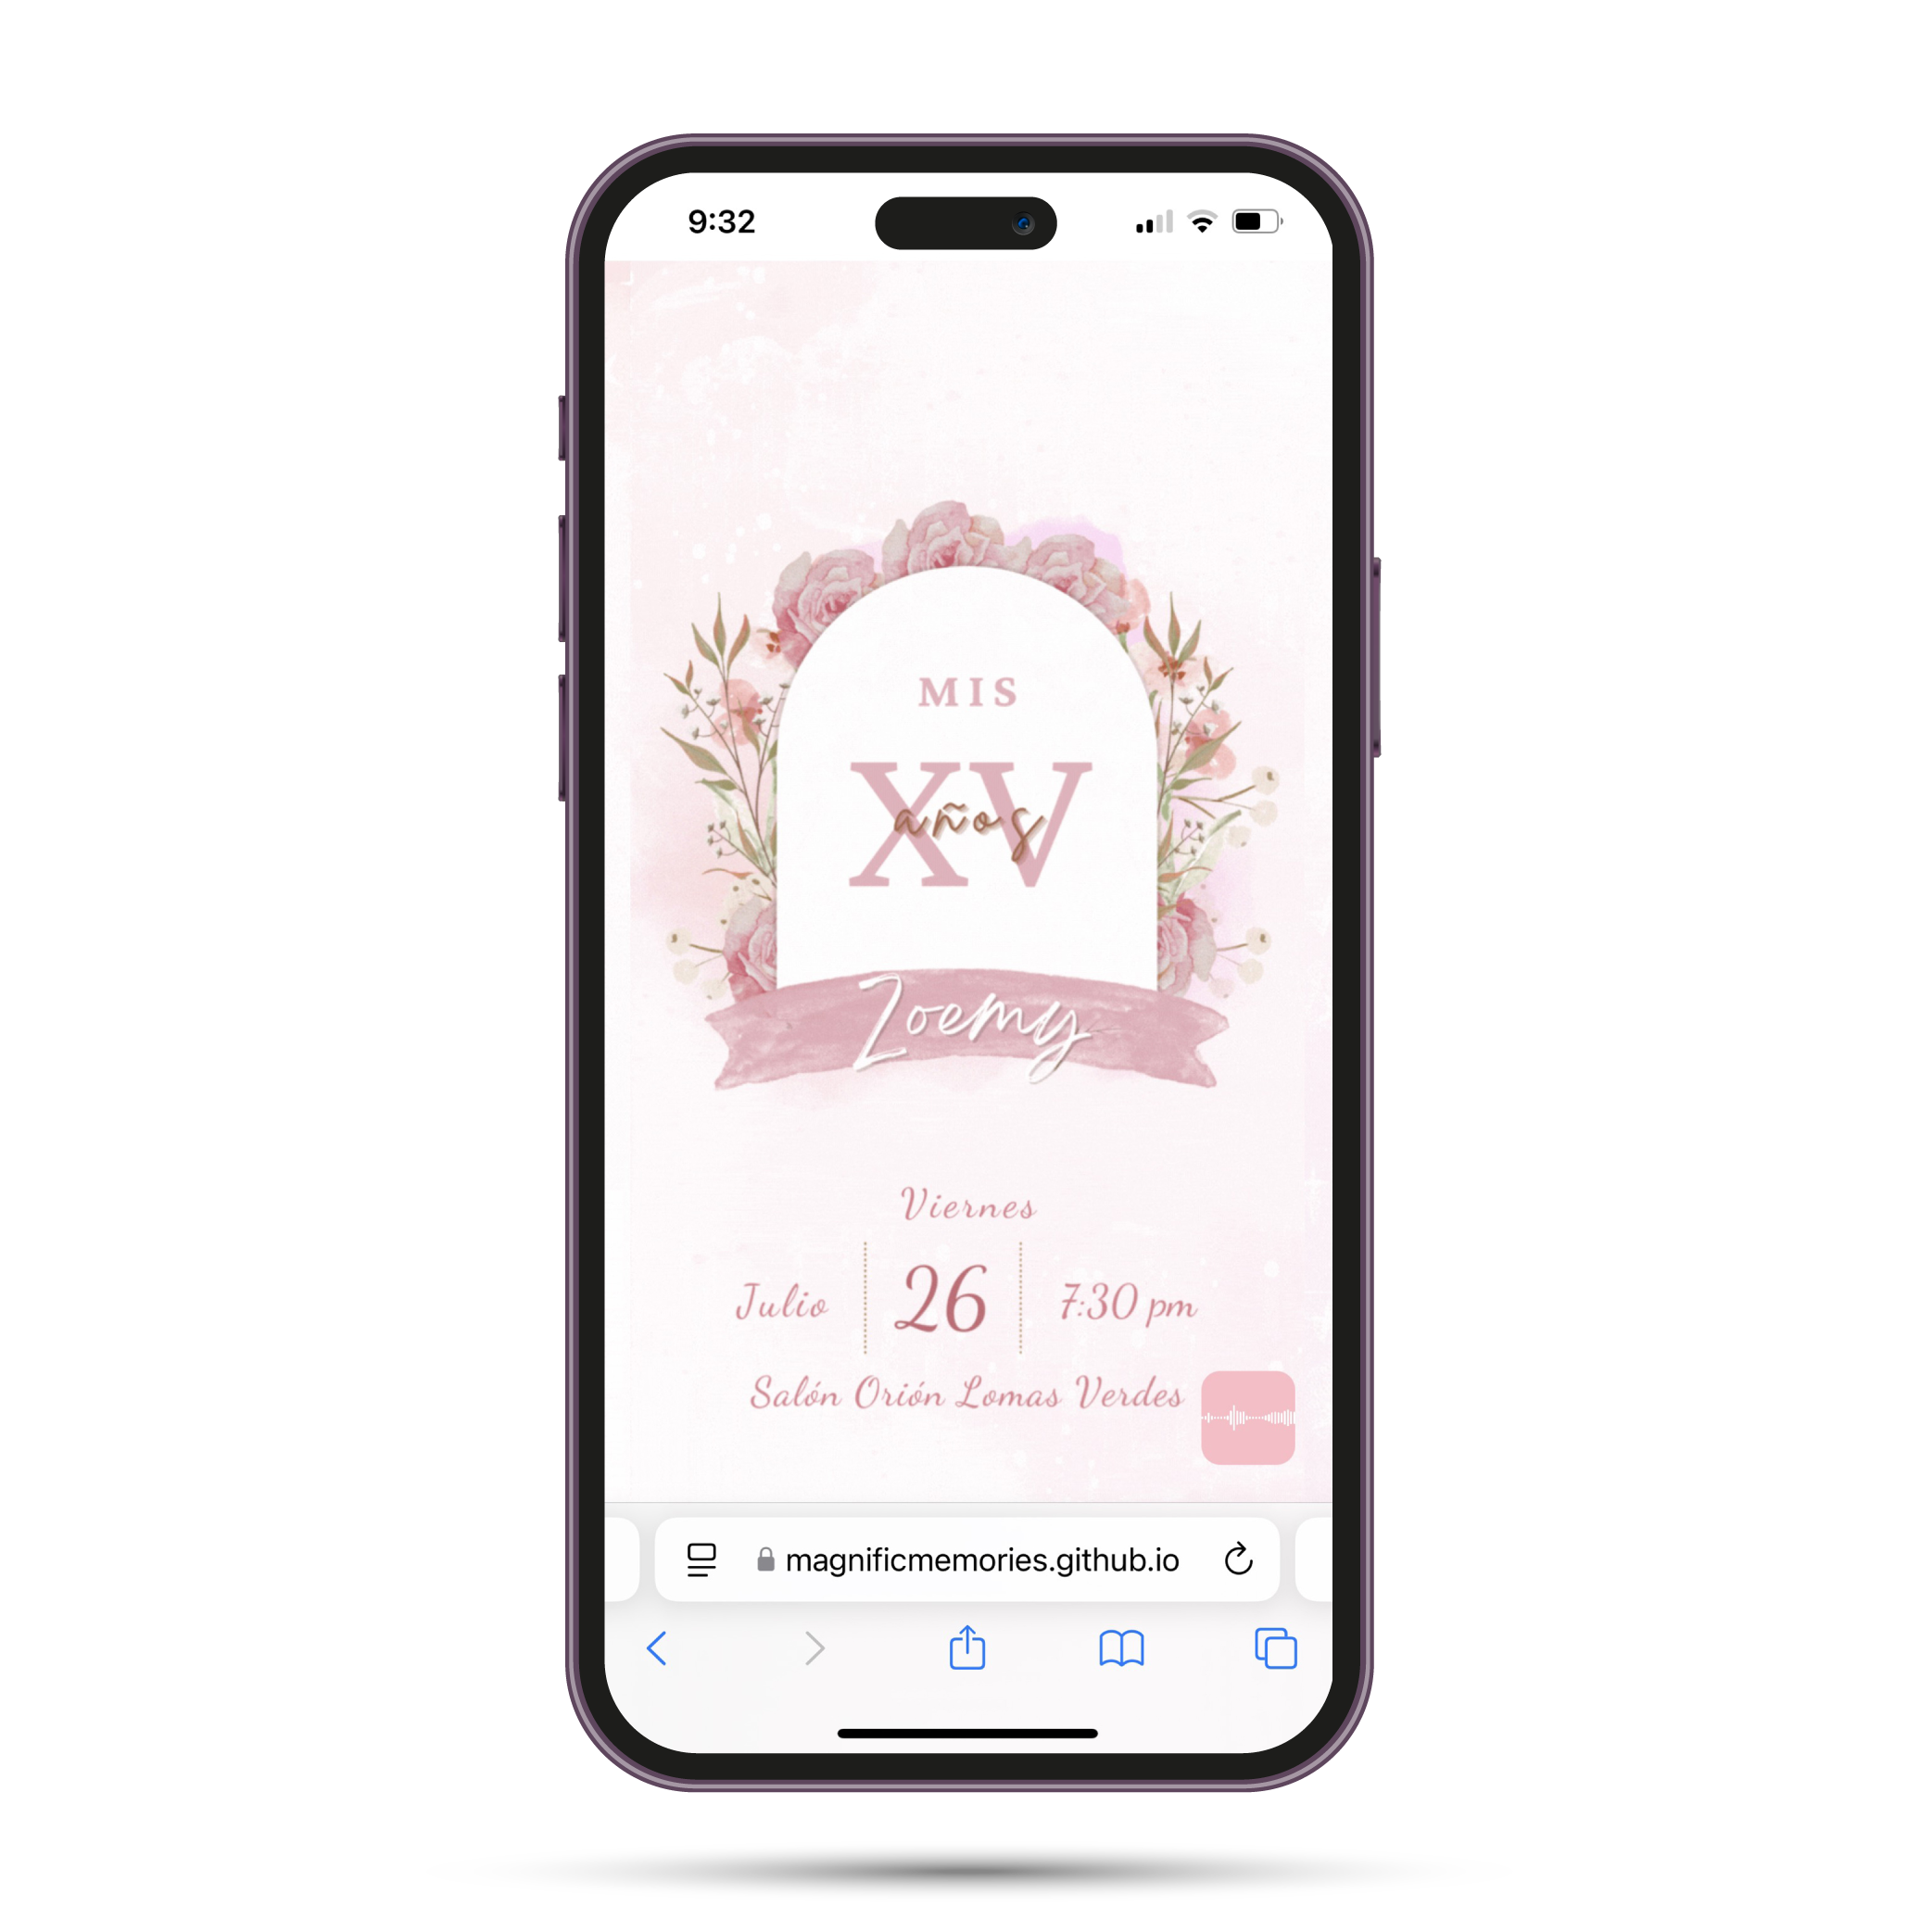 9:32
MIS
XV
años
Zoemy
Viernes
Julio 26 7:30 pm
Salón Orión Lomas Verdes
magnificmemories.github.io